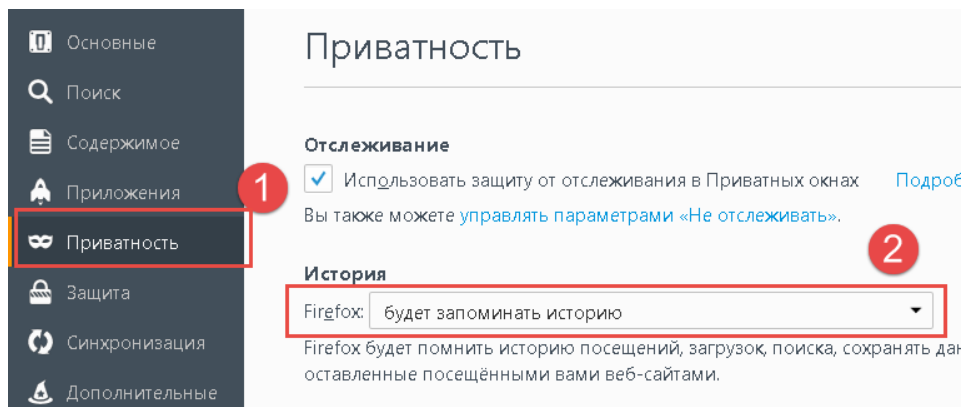 Основные
Поиск
Содержимое
Приложения
1
Приватность
Защита
Синхронизация
Дополнительные
Приватность
Отслеживание
Использовать защиту от отслеживания в Приватных окнах
Вы также можете управлять параметрами «Не отслеживать».
2
История
Firefox: будет запоминать историю
Firefox будет помнить историю посещений, загрузок, поиска, сохранять
оставленные посещёнными вами веб-сайтами.